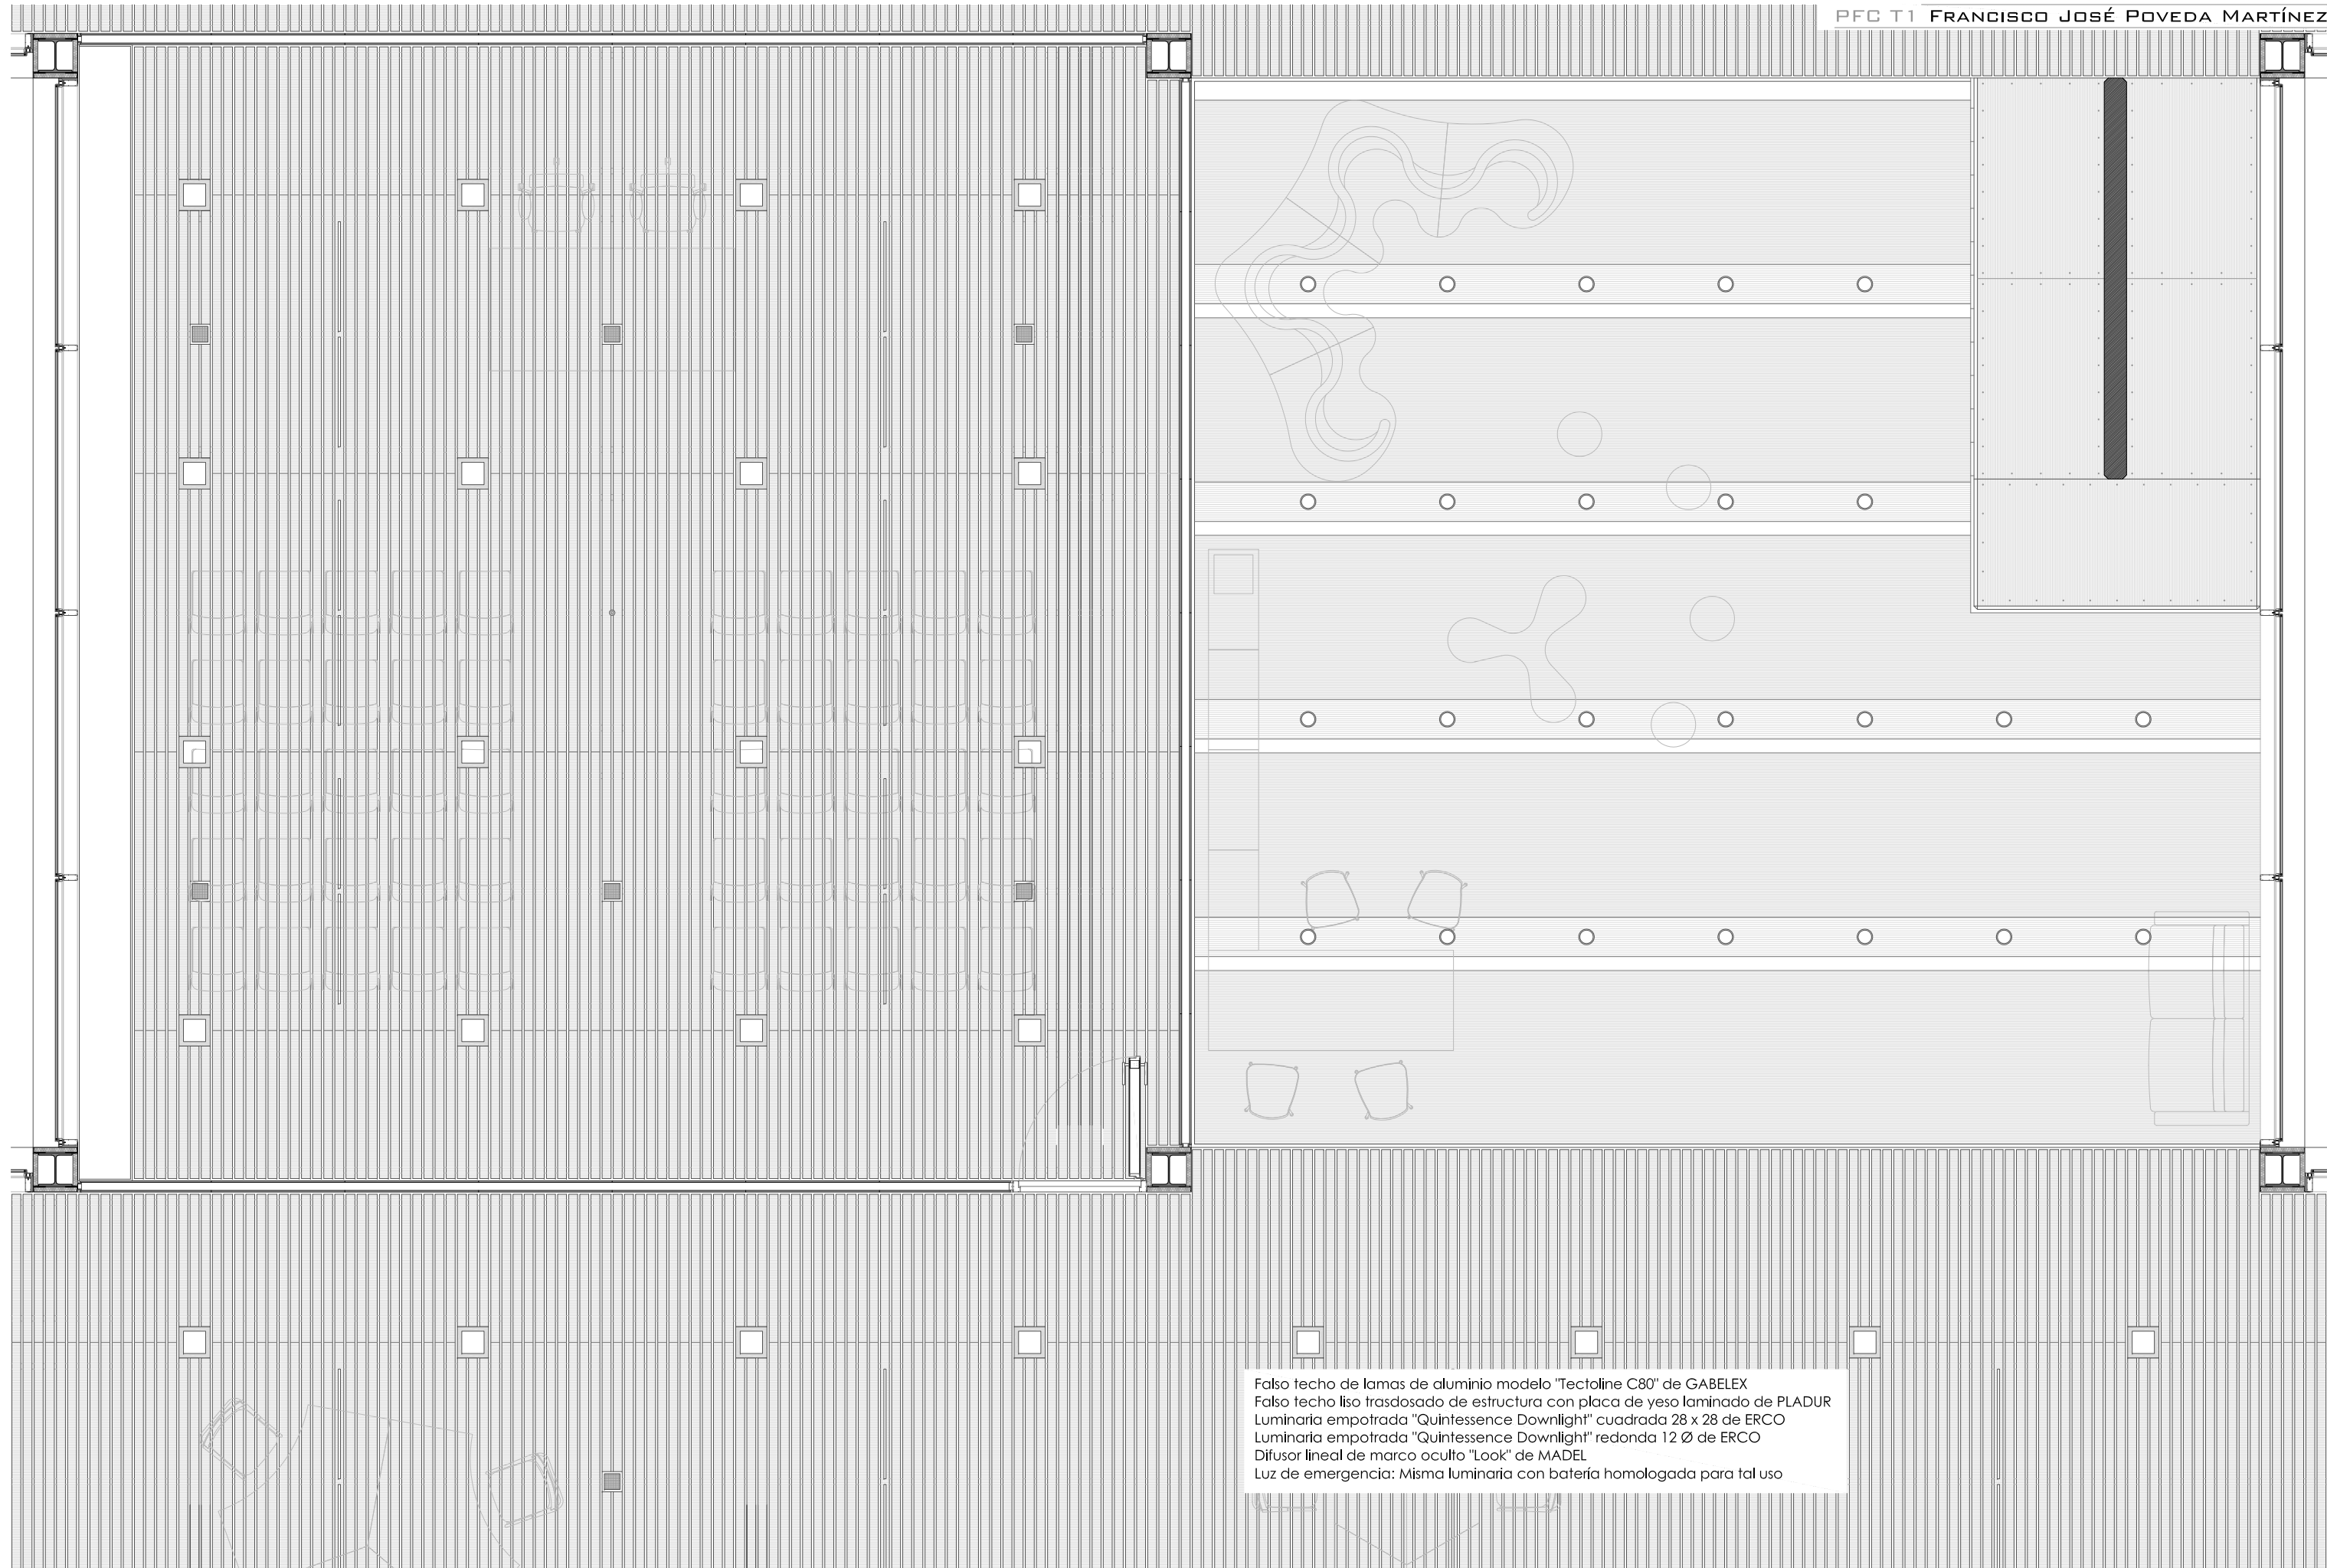 PFC T1 FRANCISCO JOSÉ POVEDA MARTÍNEZ
Falso techo de lamas de aluminio modelo "Tectoline C80" de GABELEX
Falso techo liso trasdosado de estructura con placa de yeso laminado de PLADUR
Luminaria empotrada "Quintessence Downlight" cuadrada 28 x 28 de ERCO
Luminaria empotrada "Quintessence Downlight" redonda 12 Ø de ERCO
Difusor lineal de marco oculto "Look" de MADEL
Luz de emergencia: Misma luminaria con batería homologada para tal uso